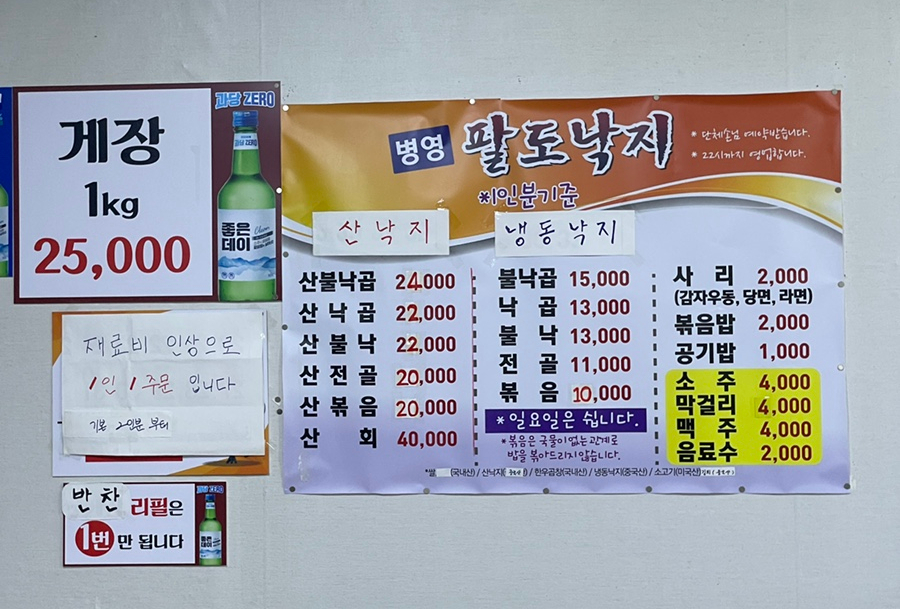 게장
1kg
25,000
과당 ZERO
좋은
데이
재료비 인상으로
1인 1주문 입니다
기본 2인분 부터
반찬 리필은
1번만 됩니다
과당 ZERO
좋은
데이
병영 팔도낙지
* 단체손님 예약받습니다.
* 22시까지 영업합니다.
*1인분기준
산낙지
산불낙곱 24,000
산낙곱 22,000
산불낙 22,000
산전골 20,000
산볶음 20,000
산회 40,000
냉동낙지
불낙곱 15,000
낙곱 13,000
불낙 13,000
전골 11,000
볶음 10,000
*일요일은 쉽니다.
*볶음은 국물이 없는 관계로
밥을 볶아드리지 않습니다.
사리 2,000
(감자우동, 당면, 라면)
볶음밥 2,000
공기밥 1,000
소주 4,000
막걸리 4,000
맥주 4,000
음료수 2,000
*쌀 (국내산) / 산낙지( ) / 한우곱창(국내산) / 냉동낙지(중국산) / 소고기(미국산)